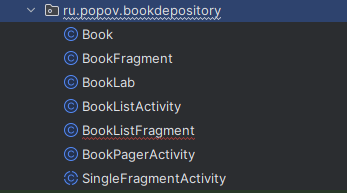 ru.popov.bookdepository
Book
BookFragment
BookLab
BookListActivity
BookListFragment
BookPagerActivity
SingleFragmentActivity